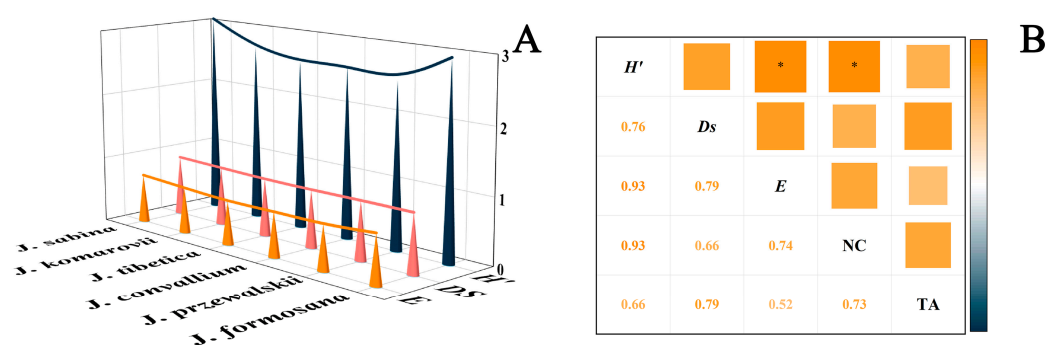 A
3
2
1
0
J. sabina
J. komarovii
J. tibetica
J. convallium
J. przewalskii
J. formosana
E
DS
H'
B
H' * *
0.76 Ds
0.93 0.79 E
0.93 0.66 0.74 NC
0.66 0.79 0.52 0.73 TA